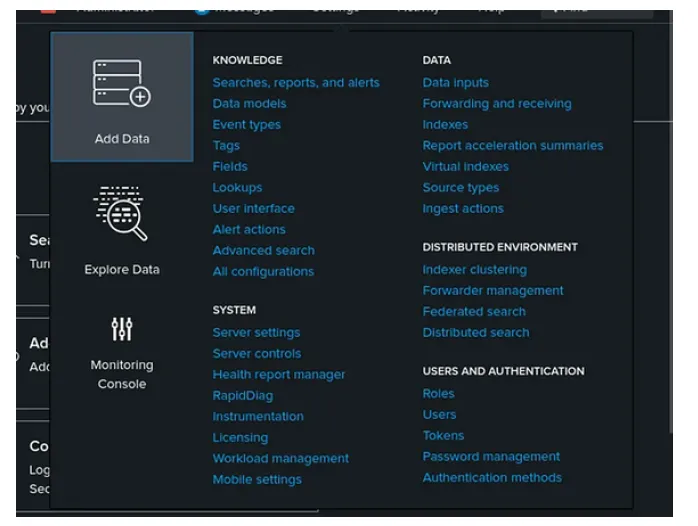 Administrator Messages Settings Activity Help Find
by you
Add Data
Explore Data
Monitoring
Console
KNOWLEDGE
Searches, reports, and alerts
Data models
Event types
Tags
Fields
Lookups
User interface
Alert actions
Advanced search
All configurations
SYSTEM
Server settings
Server controls
Health report manager
RapidDiag
Instrumentation
Licensing
Workload management
Mobile settings
DATA
Data inputs
Forwarding and receiving
Indexes
Report acceleration summaries
Virtual indexes
Source types
Ingest actions
DISTRIBUTED ENVIRONMENT
Indexer clustering
Forwarder management
Federated search
Distributed search
USERS AND AUTHENTICATION
Roles
Users
Tokens
Password management
Authentication methods
Sea
Turn
Ad
Add
Co
Log
Sec